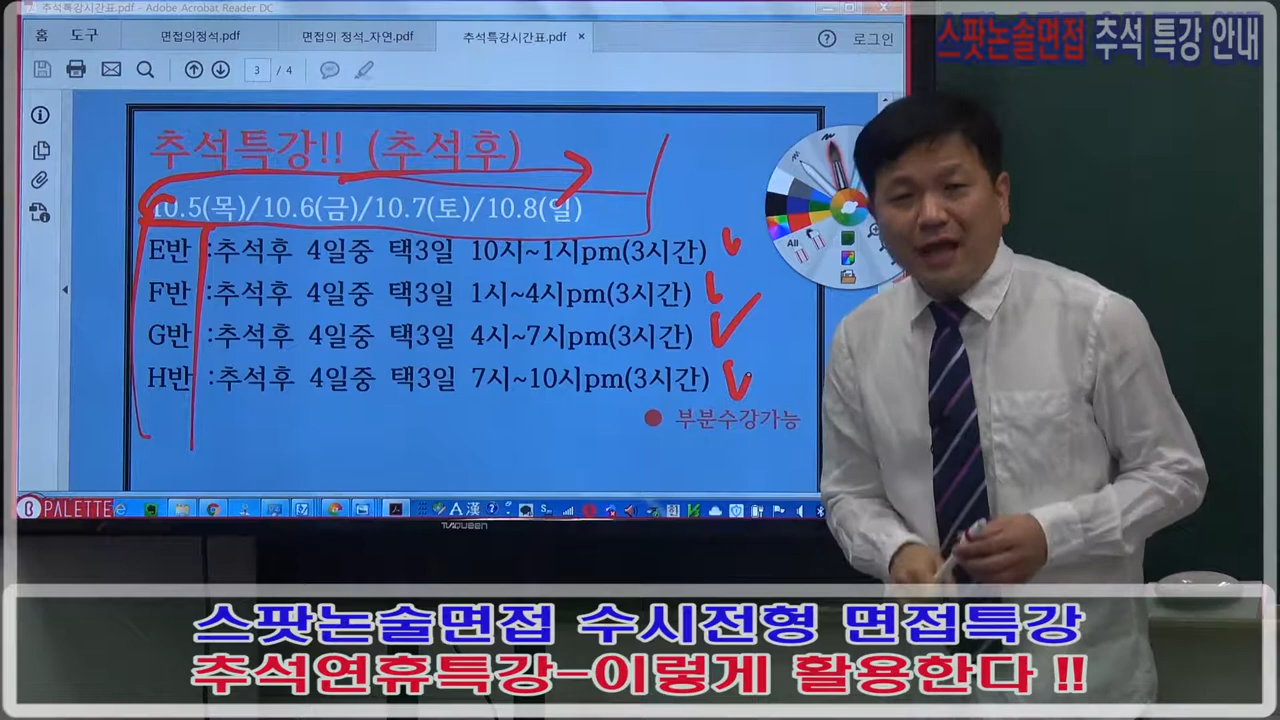 추석특강시간표.pdf - Adobe Acrobat Reader DC
스팟논술면접 추석 특강 안내
홈 도구 면접의정석.pdf 면접의 정석_자연.pdf 추석특강시간표.pdf × ? 로그인
3 / 4
추석특강!! (추석후)
10.5(목)/10.6(금)/10.7(토)/10.8(일)
E반 :추석후 4일중 택3일 10시~1시pm(3시간)
F반 :추석후 4일중 택3일 1시~4시pm(3시간)
G반 :추석후 4일중 택3일 4시~7시pm(3시간)
H반 :추석후 4일중 택3일 7시~10시pm(3시간)
● 부분수강가능
All
PALETTE A 漢
스팟논술면접 수시전형 면접특강
추석연휴특강-이렇게 활용한다 !!